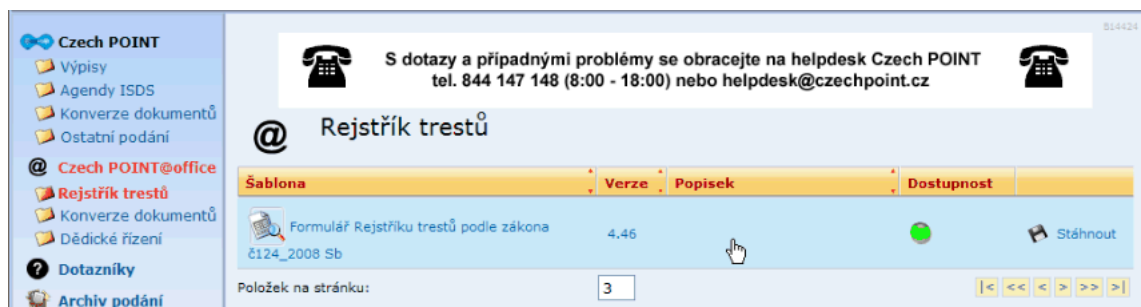 Czech POINT
Výpisy
Agendy ISDS
Konverze dokumentů
Ostatní podání
Czech POINT@office
Rejstřík trestů
Konverze dokumentů
Dědické řízení
Dotazníky
Archiv podání
814424
S dotazy a případnými problémy se obracejte na helpdesk Czech POINT
tel. 844 147 148 (8:00 - 18:00) nebo helpdesk@czechpoint.cz
@ Rejstřík trestů
Šablona Verze Popisek Dostupnost
Formulář Rejstříku trestů podle zákona
č124_2008 Sb 4.46 Stáhnout
Položek na stránku: 3 |< << < > >> >|